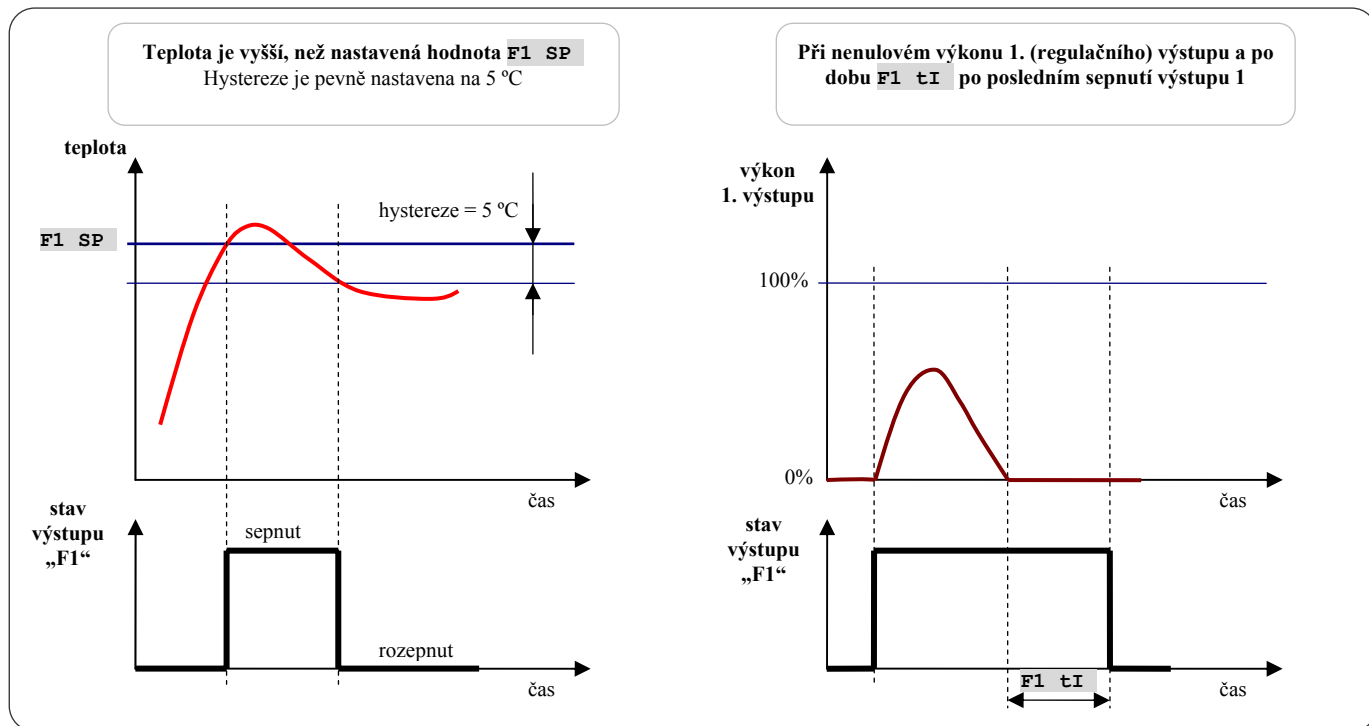 Teplota je vyšší, než nastavená hodnota F1 SP
Hystereze je pevně nastavena na 5 ºC
teplota
hystereze = 5 ºC
F1 SP
čas
stav
výstupu
„F1“
sepnut
rozepnut
čas
Při nenulovém výkonu 1. (regulačního) výstupu a po
dobu F1 tI po posledním sepnutí výstupu 1
výkon
1. výstupu
100%
0%
čas
stav
výstupu
„F1“
F1 tI
čas